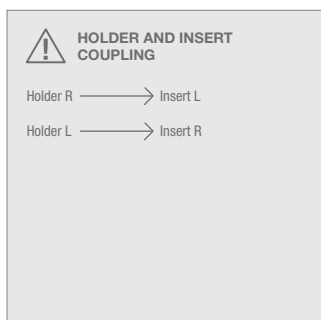 HOLDER AND INSERT
COUPLING
Holder R Insert L
Holder L Insert R